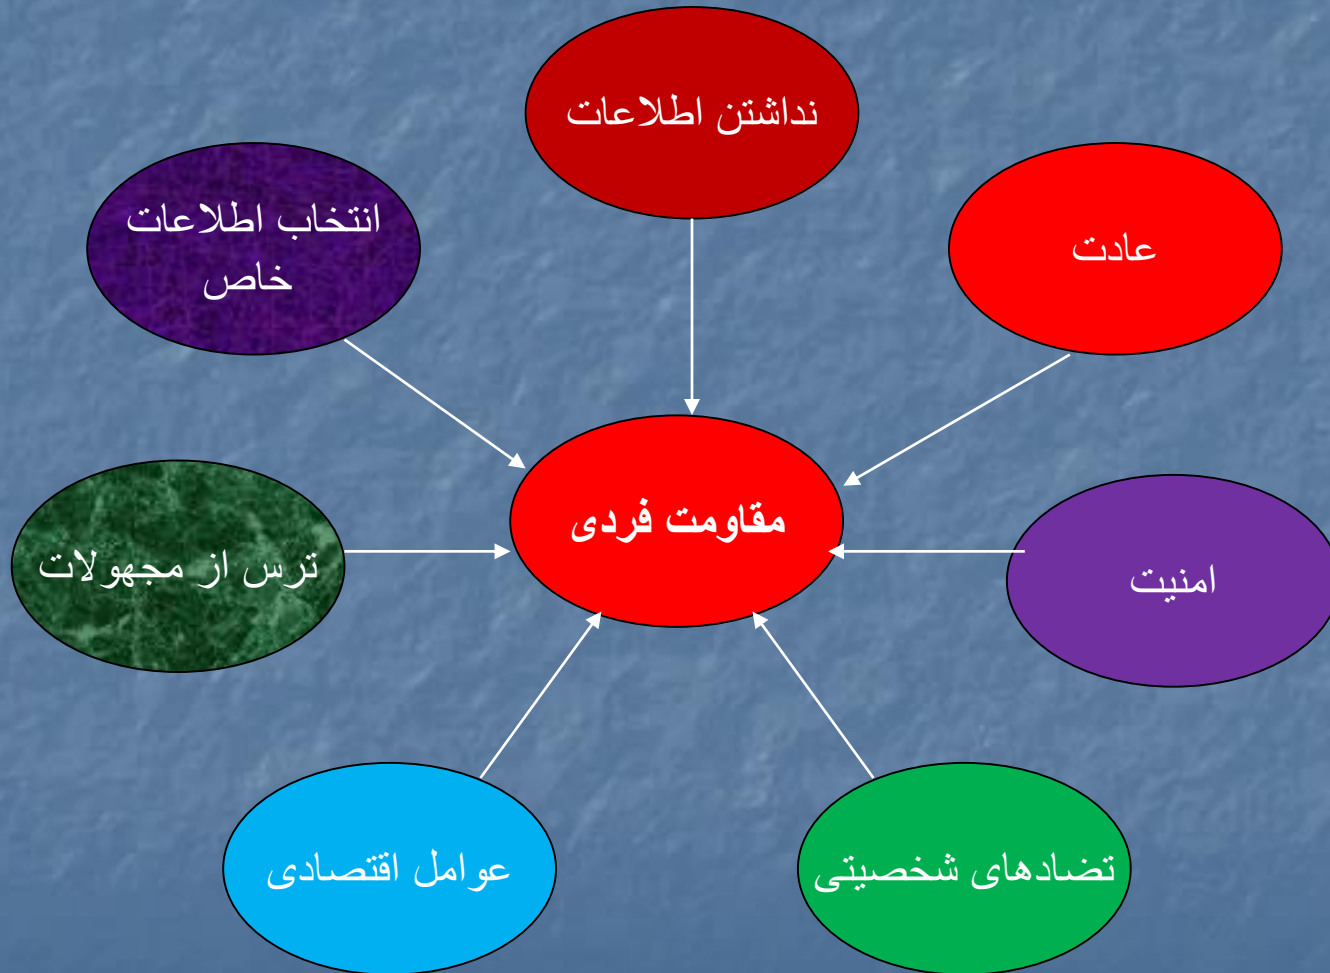 نداشتن اطلاعات
عادت
انتخاب اطلاعات
خاص
مقاومت فردی
امنیت
ترس از مجهولات
تضادهای شخصیتی
عوامل اقتصادی